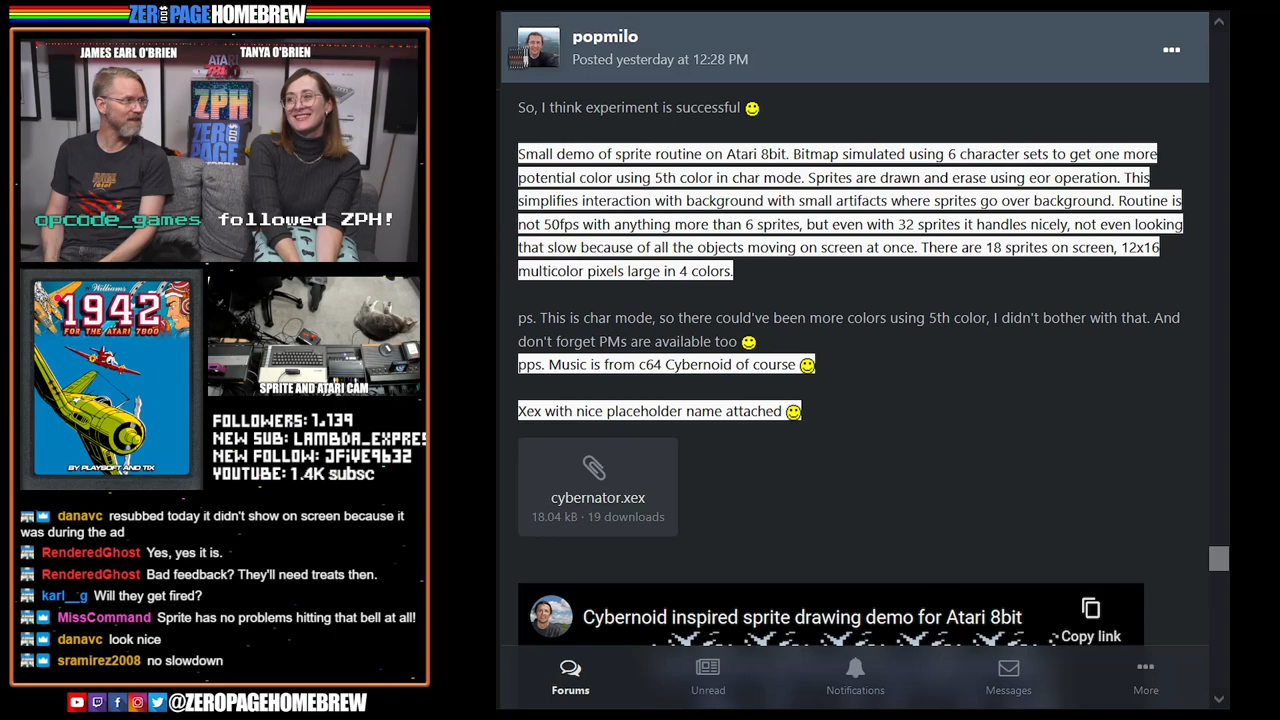 ZERO PAGE HOMEBREW
JAMES EARL O'BRIEN
TANYA O'BRIEN
ATARI
ZPH
ZERO
PAGE
opcode_games followed ZPH!
Williams
1942
FOR THE ATARI 7800
BY PLAYSOFT AND TIX
SPRITE AND ATARI CAM
FOLLOWERS: 1,139
NEW SUB: LAMBDA_EXPRE
NEW FOLLOW: JFIVE9632
YOUTUBE: 1.4K subsc
danavc resubbed today it didn't show on screen because it
was during the ad
RenderedGhost Yes, yes it is.
RenderedGhost Bad feedback? They'll need treats then.
karl__g Will they get fired?
MissCommand Sprite has no problems hitting that bell at all!
danavc look nice
sramirez2008 no slowdown
@ZEROPAGEHOMEBREW
popmilo
Posted yesterday at 12:28 PM
So, I think experiment is successful
Small demo of sprite routine on Atari 8bit. Bitmap simulated using 6 character sets to get one more
potential color using 5th color in char mode. Sprites are drawn and erase using eor operation. This
simplifies interaction with background with small artifacts where sprites go over background. Routine is
not 50fps with anything more than 6 sprites, but even with 32 sprites it handles nicely, not even looking
that slow because of all the objects moving on screen at once. There are 18 sprites on screen, 12x16
multicolor pixels large in 4 colors.
ps. This is char mode, so there could've been more colors using 5th color, I didn't bother with that. And
don't forget PMs are available too
pps. Music is from c64 Cybernoid of course
Xex with nice placeholder name attached
cybernator.xex
18.04 kB · 19 downloads
Cybernoid inspired sprite drawing demo for Atari 8bit
Copy link
Forums
Unread
Notifications
Messages
More